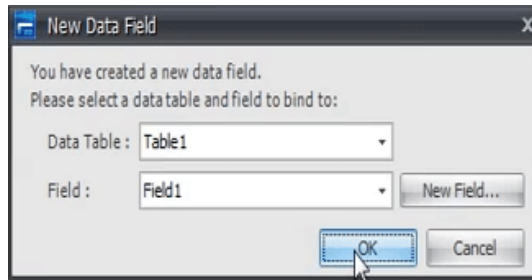 New Data Field
You have created a new data field.
Please select a data table and field to bind to:
Data Table : Table1
Field : Field1 New Field...
OK Cancel